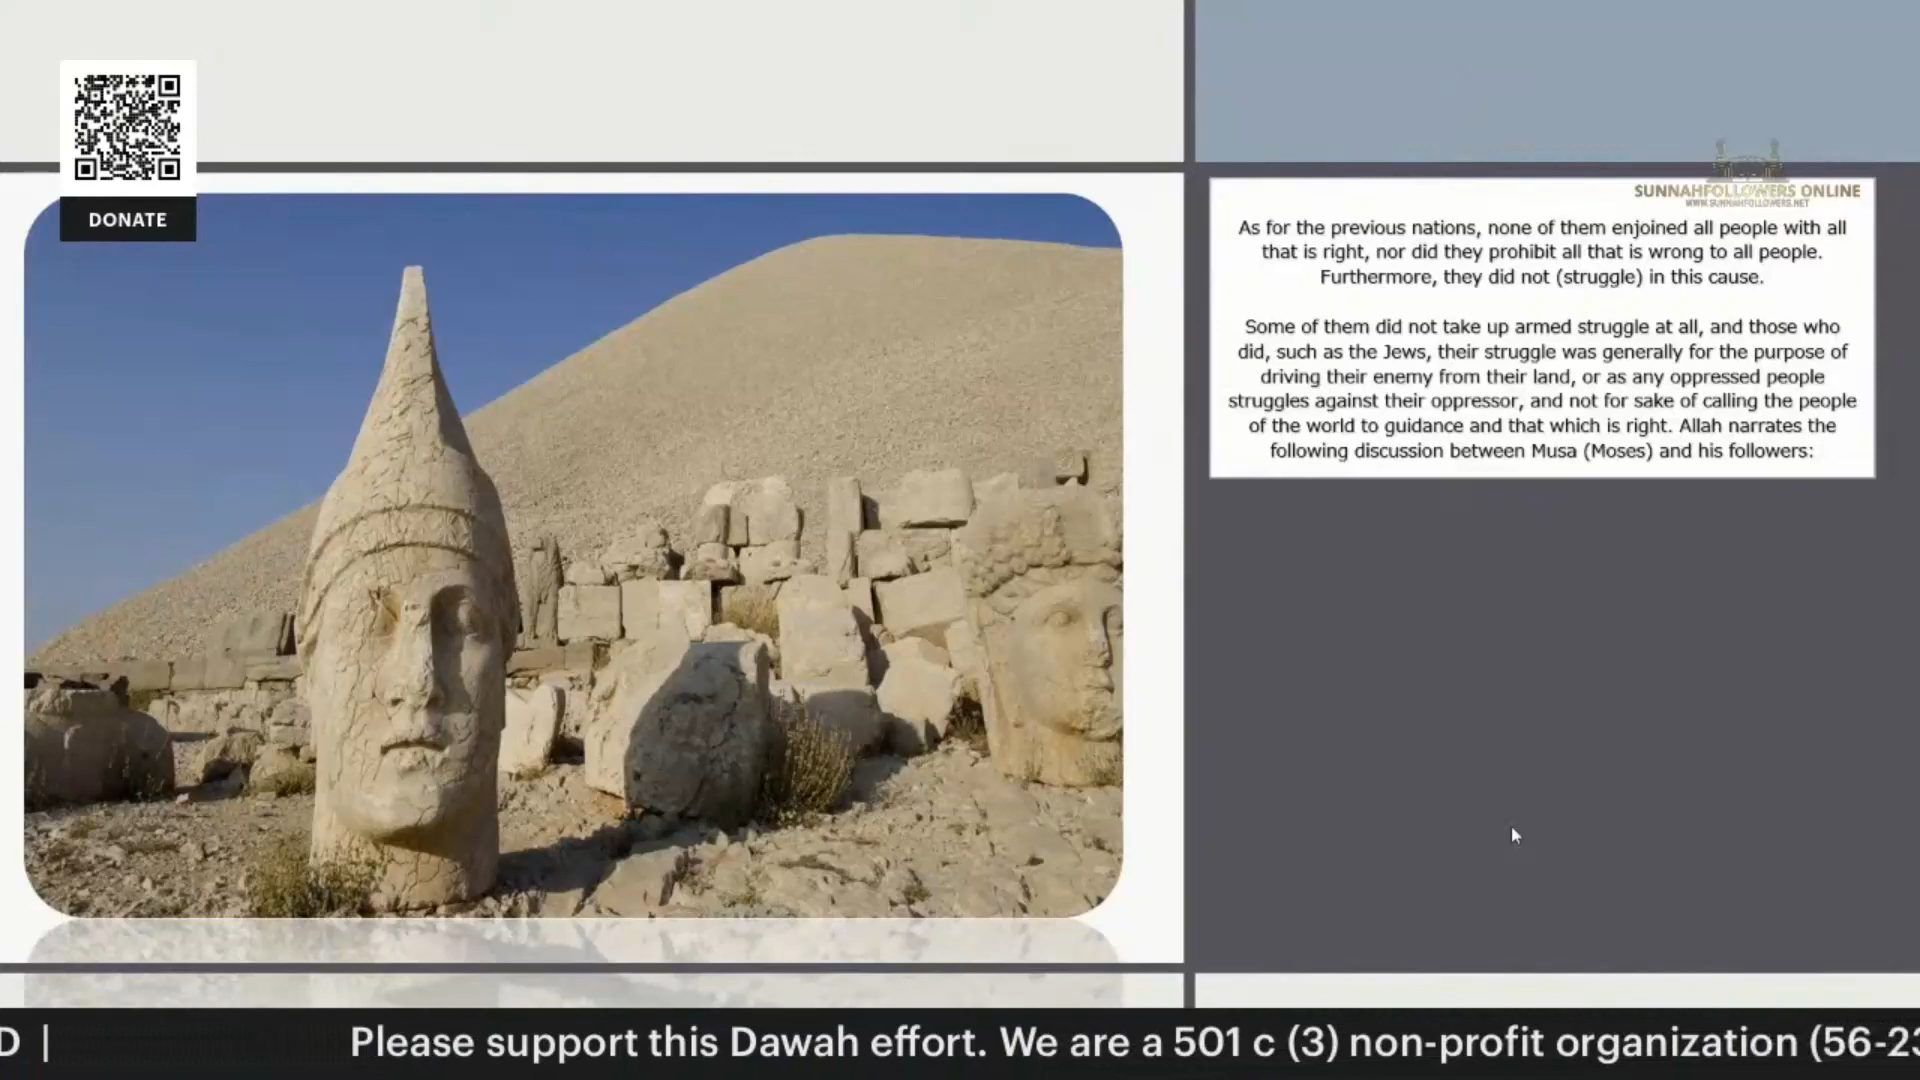 DONATE
SUNNAHFOLLOWERS ONLINE
WWW.SUNNAHFOLLOWERS.NET
As for the previous nations, none of them enjoined all people with all
that is right, nor did they prohibit all that is wrong to all people.
Furthermore, they did not (struggle) in this cause.
Some of them did not take up armed struggle at all, and those who
did, such as the Jews, their struggle was generally for the purpose of
driving their enemy from their land, or as any oppressed people
struggles against their oppressor, and not for sake of calling the people
of the world to guidance and that which is right. Allah narrates the
following discussion between Musa (Moses) and his followers:
D | Please support this Dawah effort. We are a 501 c (3) non-profit organization (56-23